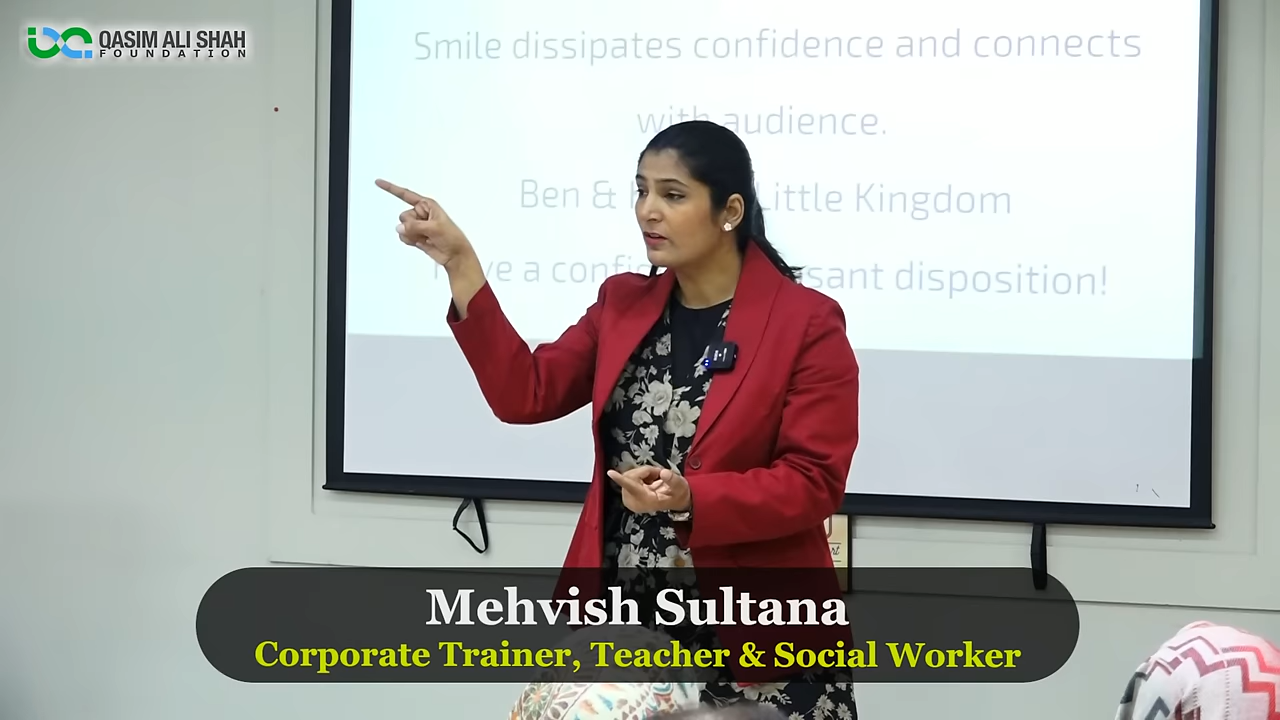 QASIM ALI SHAH
FOUNDATION
Smile dissipates confidence and connects
with audience.
Ben & Little Kingdom
a disposition!
Mehvish Sultana
Corporate Trainer, Teacher & Social Worker